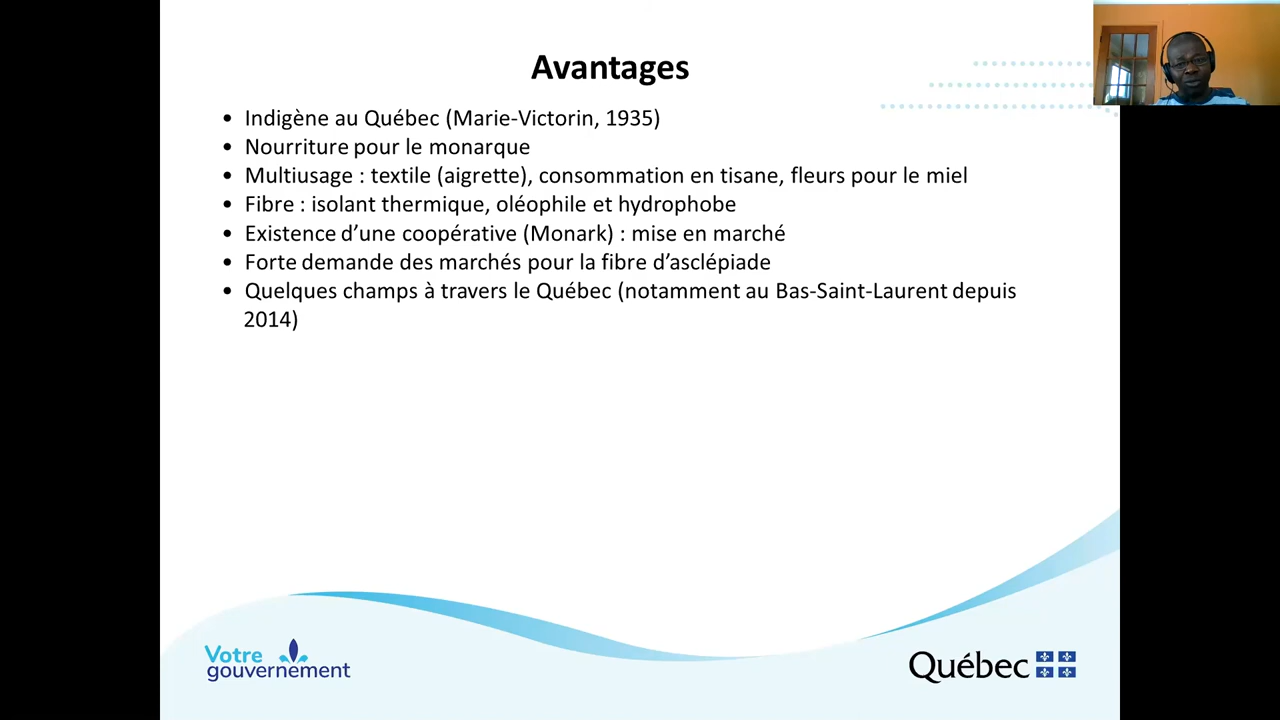 Avantages
• Indigène au Québec (Marie-Victorin, 1935)
• Nourriture pour le monarque
• Multiusage : textile (aigrette), consommation en tisane, fleurs pour le miel
• Fibre : isolant thermique, oléophile et hydrophobe
• Existence d’une coopérative (Monark) : mise en marché
• Forte demande des marchés pour la fibre d’asclépiade
• Quelques champs à travers le Québec (notamment au Bas-Saint-Laurent depuis
2014)
Votre
gouvernement
Québec